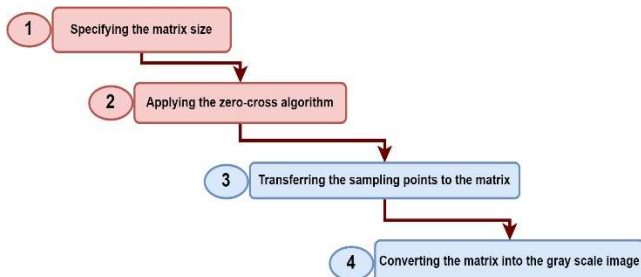 1
Specifying the matrix size
2
Applying the zero-cross algorithm
3
Transferring the sampling points to the matrix
4
Converting the matrix into the gray scale image